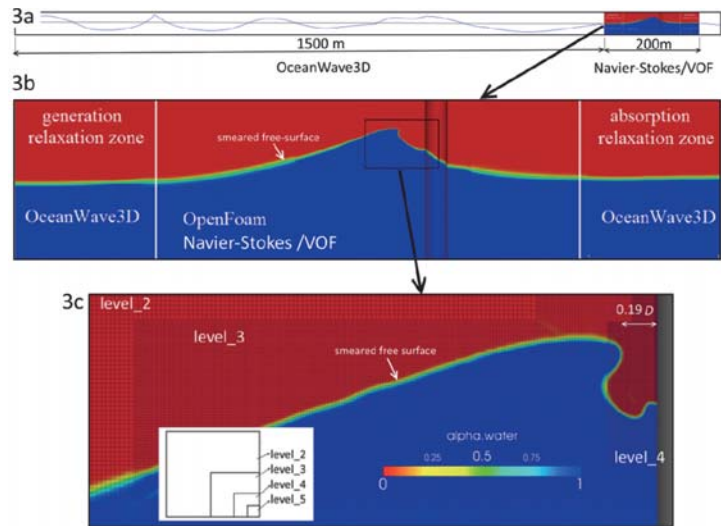 3a
1500 m
200m
OceanWave3D
Navier-Stokes/VOF
3b
generation
relaxation zone
smeared free-surface
absorption
relaxation zone
OceanWave3D
OpenFoam
Navier-Stokes /VOF
OceanWave3D
3c
level_2
0.19 D
level_3
smeared free surface
level_2
level_3
level_4
level_5
alpha.water
0.25
0.5
0.75
0
1
level_4